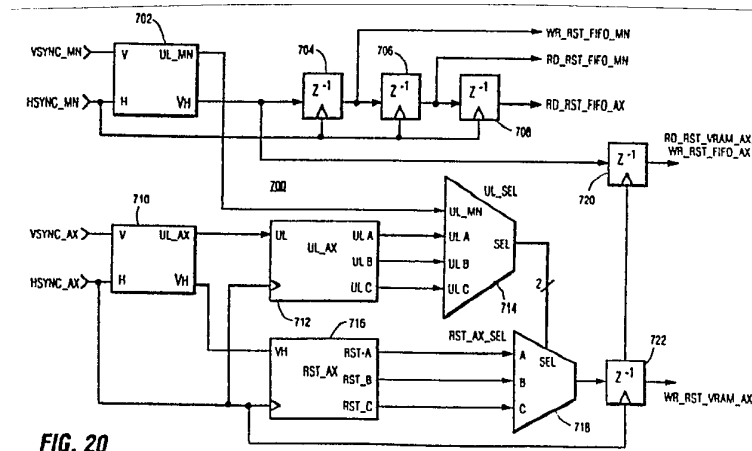 702
VSYNC_MN
V
UL_MN
HSYNC_MN
H
VH
704
Z⁻¹
706
Z⁻¹
Z⁻¹
708
WR_RST_FIFO_MN
RD_RST_FIFO_MN
RD_RST_FIFO_AX
Z⁻¹
720
RD_RST_VRAM_AX
WR_RST_FIFO_AX
700
710
VSYNC_AX
V
UL_AX
HSYNC_AX
H
VH
UL
UL_AX
UL A
UL B
UL C
712
UL_SEL
UL_MN
UL A
UL B
UL C
SEL
714
2
716
VH
RST_AX
RST-A
RST_B
RST_C
RST_AX_SEL
SEL
A
B
C
718
722
Z⁻¹
WR_RST_VRAM_AX
FIG. 20